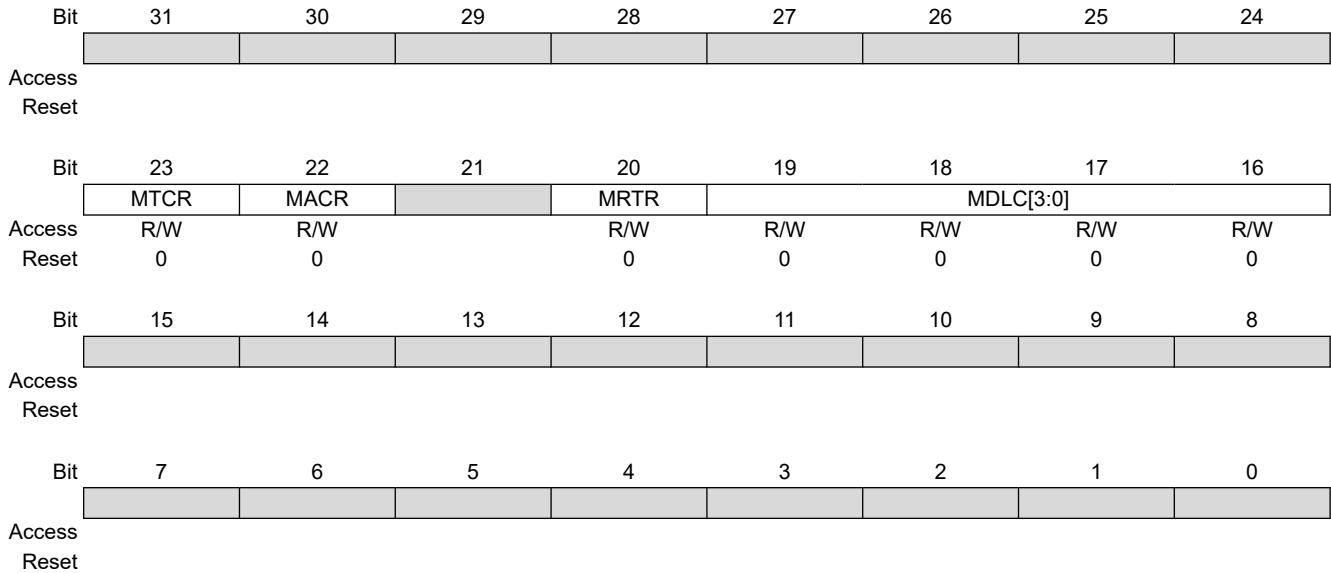 Bit 31 30 29 28 27 26 25 24
Access
Reset
Bit 23 22 21 20 19 18 17 16
MTCR MACR MRTR MDLC[3:0]
Access R/W R/W R/W R/W R/W R/W R/W
Reset 0 0 0 0 0 0 0
Bit 15 14 13 12 11 10 9 8
Access
Reset
Bit 7 6 5 4 3 2 1 0
Access
Reset